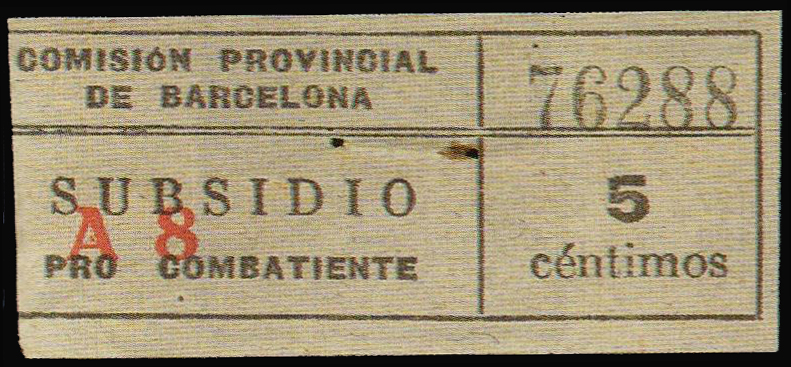 COMISIÓN PROVINCIAL
DE BARCELONA
76288
SUBSIDIO
A 8
PRO COMBATIENTE
5
céntimos